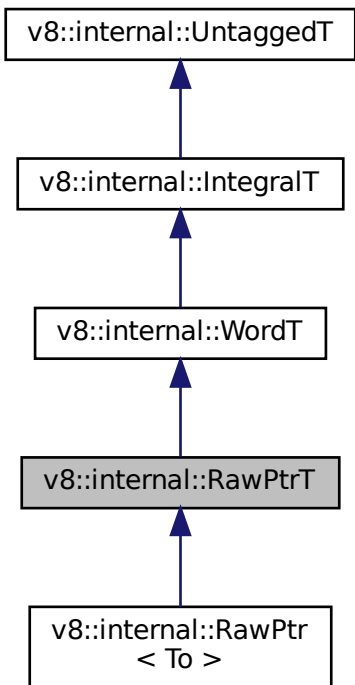 v8::internal::UntaggedT
v8::internal::IntegralT
v8::internal::WordT
v8::internal::RawPtrT
v8::internal::RawPtr
< To >